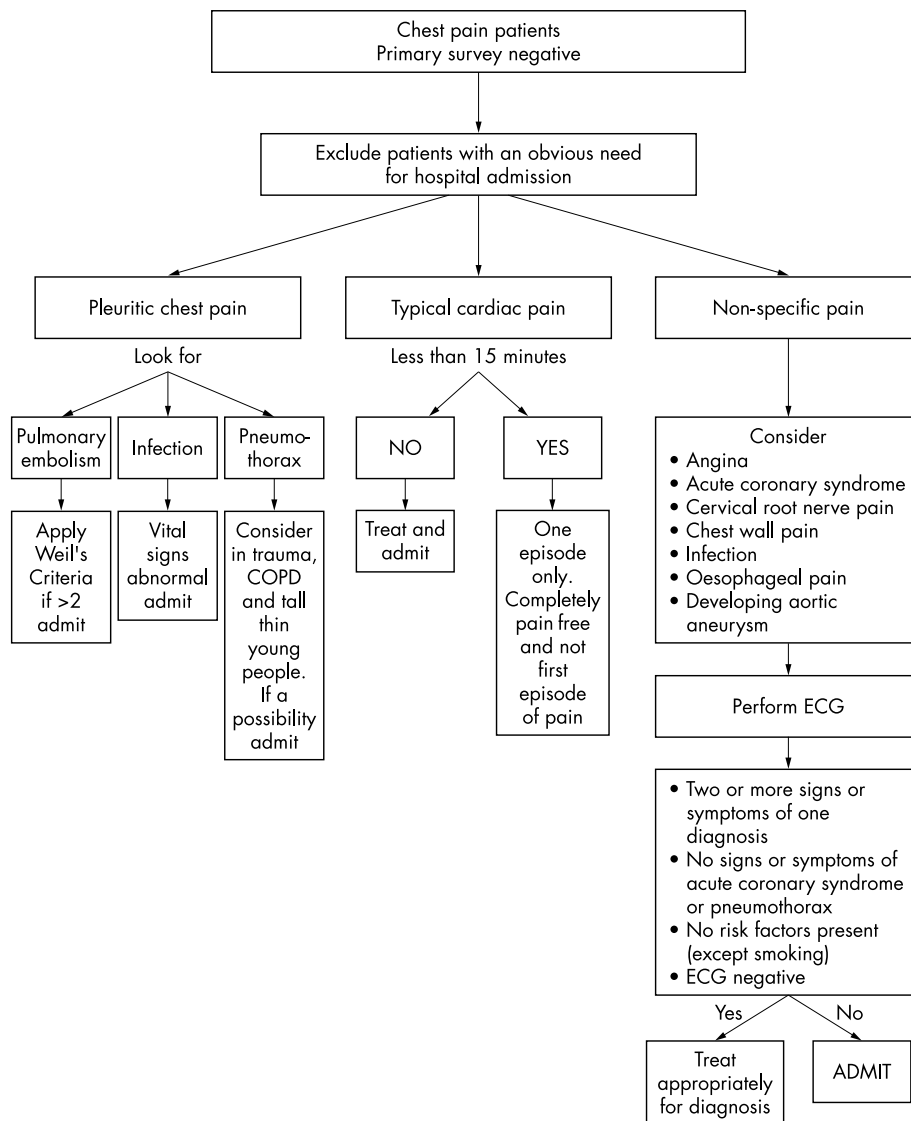 Chest pain patients
Primary survey negative
Exclude patients with an obvious need
for hospital admission
Pleuritic chest pain
Typical cardiac pain
Non-specific pain
Look for
Less than 15 minutes
Pulmonary
embolism
Infection
Pneumo-
thorax
NO
YES
Apply
Weil's
Criteria
if >2
admit
Vital
signs
abnormal
admit
Consider
in trauma,
COPD
and tall
thin
young
people.
If a
possibility
admit
Treat and
admit
One
episode
only.
Completely
pain free
and not
first
episode
of pain
Consider
• Angina
• Acute coronary syndrome
• Cervical root nerve pain
• Chest wall pain
• Infection
• Oesophageal pain
• Developing aortic
aneurysm
Perform ECG
• Two or more signs or
symptoms of one
diagnosis
• No signs or symptoms of
acute coronary syndrome
or pneumothorax
• No risk factors present
(except smoking)
• ECG negative
Yes
No
Treat
appropriately
for diagnosis
ADMIT